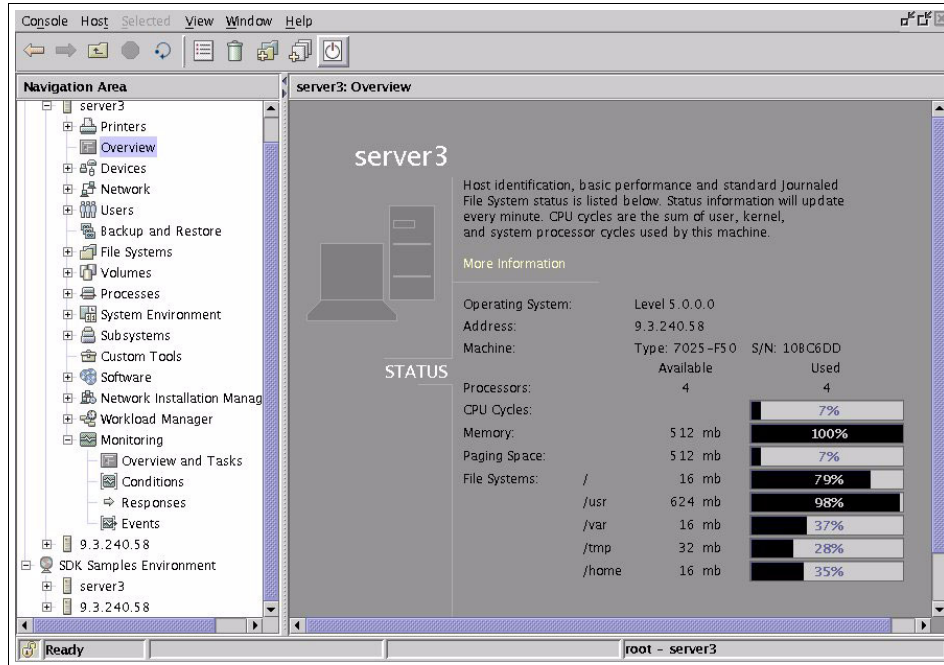 Console Host Selected View Window Help
Navigation Area
server3
Printers
Overview
Devices
Network
Users
Backup and Restore
File Systems
Volumes
Processes
System Environment
Subsystems
Custom Tools
Software
Network Installation Manag
Workload Manager
Monitoring
Overview and Tasks
Conditions
Responses
Events
9.3.240.58
SDK Samples Environment
server3
9.3.240.58
server3: Overview
server3
Host identification, basic performance and standard Journaled
File System status is listed below. Status information will update
every minute. CPU cycles are the sum of user, kernel,
and system processor cycles used by this machine.
More Information
Operating System: Level 5.0.0.0
Address: 9.3.240.58
Machine: Type: 7025-F50 S/N: 10BC6DD
STATUS
Available Used
Processors: 4 4
CPU Cycles: 7%
Memory: 512 mb 100%
Paging Space: 512 mb 7%
File Systems: / 16 mb 79%
/usr 624 mb 98%
/var 16 mb 37%
/tmp 32 mb 28%
/home 16 mb 35%
Ready
root - server3